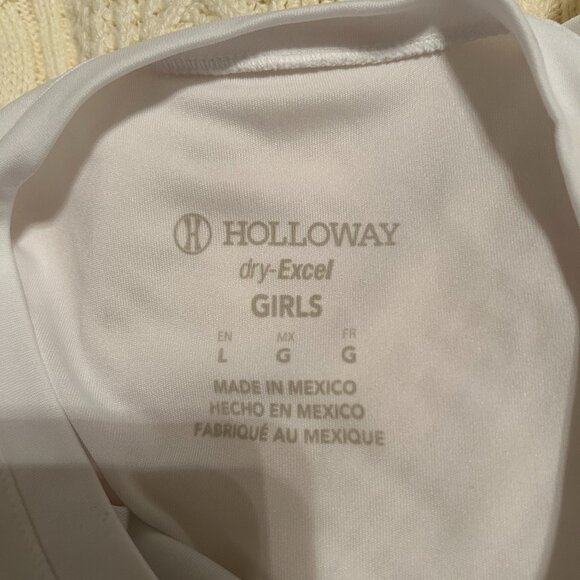 H HOLLOWAY
dry-Excel
GIRLS
EN MX FR
L G G
MADE IN MEXICO
HECHO EN MEXICO
FABRIQUÉ AU MEXIQUE